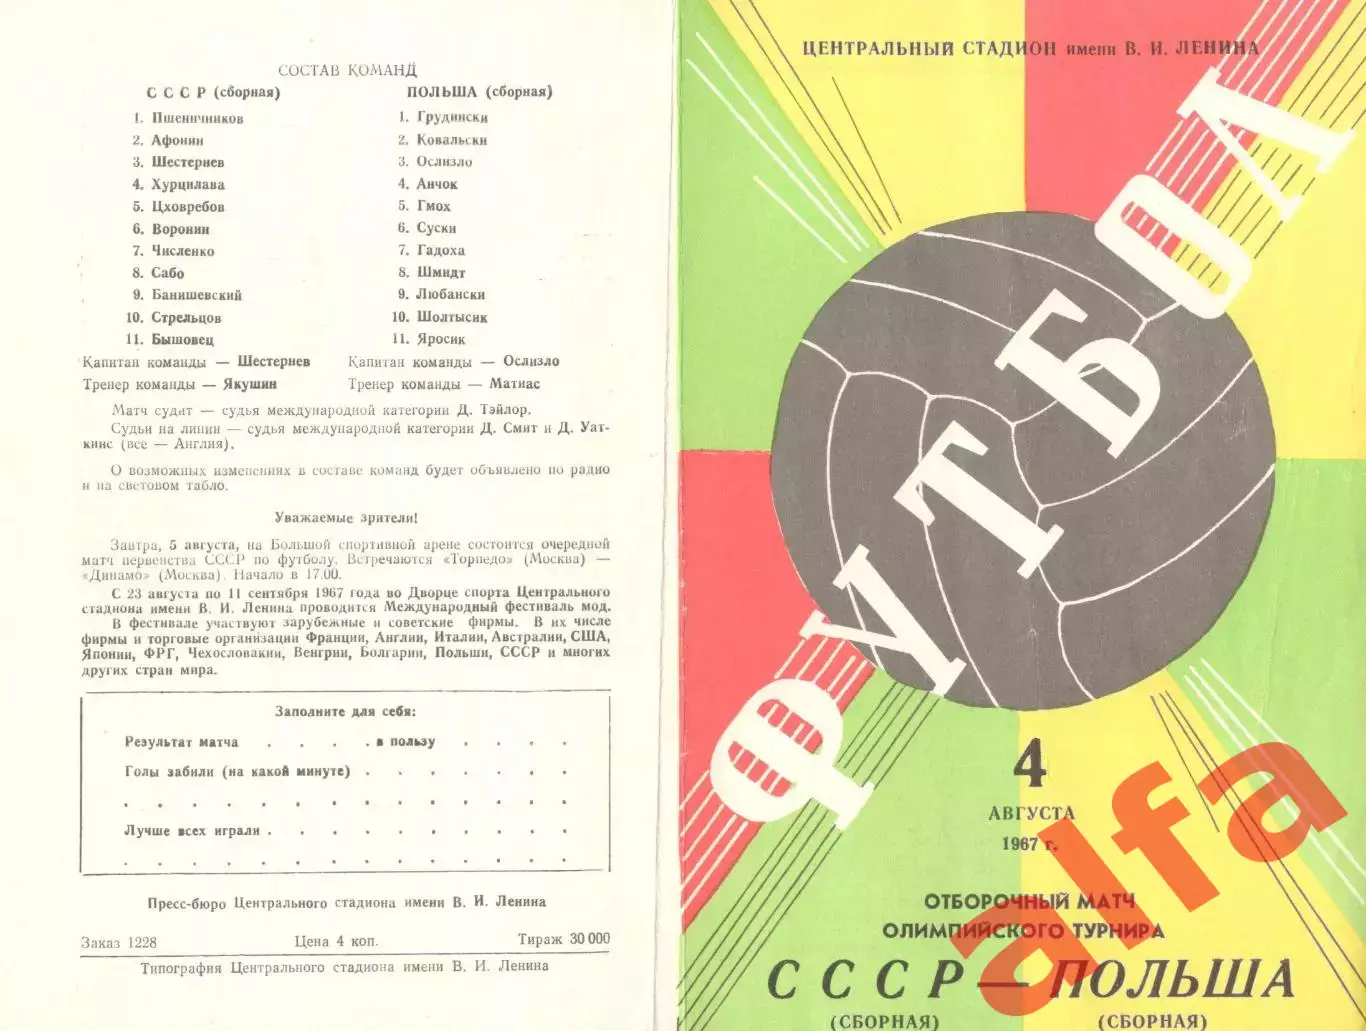 СОСТАВ КОМАНД
С С С Р (сборная)
1. Пшеничников
2. Афонин
3. Шестернев
4. Хурцилава
5. Цховребов
6. Воронин
7. Численко
8. Сабо
9. Банишевский
10. Стрельцов
11. Бышовец
Капитан команды — Шестернев
Тренер команды — Якушин
ПОЛЬША (сборная)
1. Грудински
2. Ковальски
3. Ослизло
4. Анчок
5. Гмох
6. Суски
7. Гадоха
8. Шмидт
9. Любански
10. Шолтысик
11. Яросик
Капитан команды — Ослизло
Тренер команды — Матиас
Матч судит — судья международной категории Д. Тэйлор.
Судьи на линии — судья международной категории Д. Смит и Д. Уат-
кинс (все — Англия).
О возможных изменениях в составе команд будет объявлено по радио
и на световом табло.
Уважаемые зрители!
Завтра, 5 августа, на Большой спортивной арене состоится очередной
матч первенства СССР по футболу. Встречаются «Торпедо» (Москва) —
«Динамо» (Москва). Начало в 17.00.
С 23 августа по 11 сентября 1967 года во Дворце спорта Центрального
стадиона имени В. И. Ленина проводится Международный фестиваль мод.
В фестивале участвуют зарубежные и советские фирмы. В их числе
фирмы и торговые организации Франции, Англии, Италии, Австралии, США,
Японии, ФРГ, Чехословакии, Венгрии, Болгарии, Польши, СССР и многих
других стран мира.
Заполните для себя:
Результат матча . . . . в пользу . . . .
Голы забили (на какой минуте) . . . . . . .
. . . . . . . . . . . . . .
Лучше всех играли . . . . . . . . . .
. . . . . . . . . . . . . .
Пресс-бюро Центрального стадиона имени В. И. Ленина
Заказ 1228 Цена 4 коп. Тираж 30 000
Типография Центрального стадиона имени В. И. Ленина
ЦЕНТРАЛЬНЫЙ СТАДИОН имени В. И. ЛЕНИНА
ФУТБОЛ
4
АВГУСТА
1967 г.
ОТБОРОЧНЫЙ МАТЧ
ОЛИМПИЙСКОГО ТУРНИРА
С С С Р — ПОЛЬША
(СБОРНАЯ) (СБОРНАЯ)
alfa